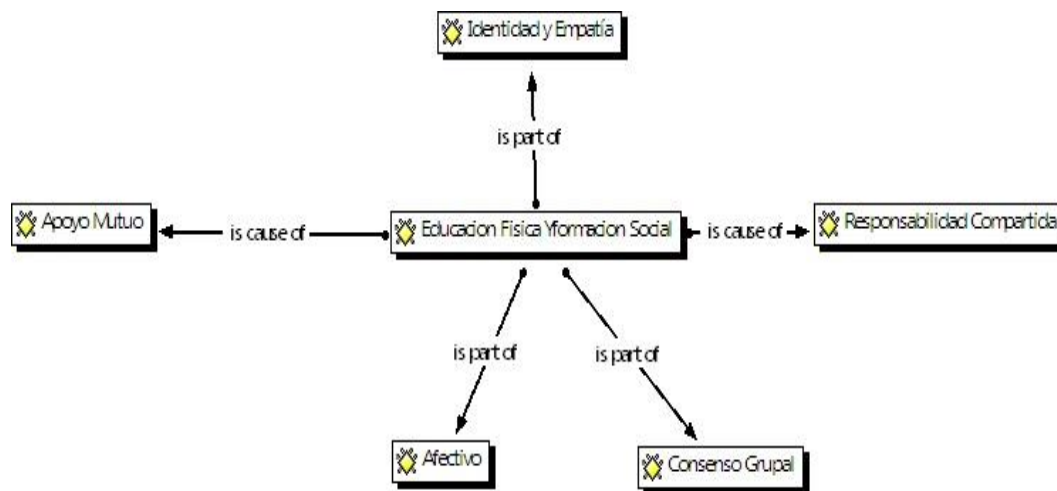 Identidad y Empatía
is part of
Apoyo Mutuo
is cause of
Educacion Fisica Yformacion Social
is cause of
Responsabilidad Compartida
is part of
is part of
Afectivo
Consenso Grupal